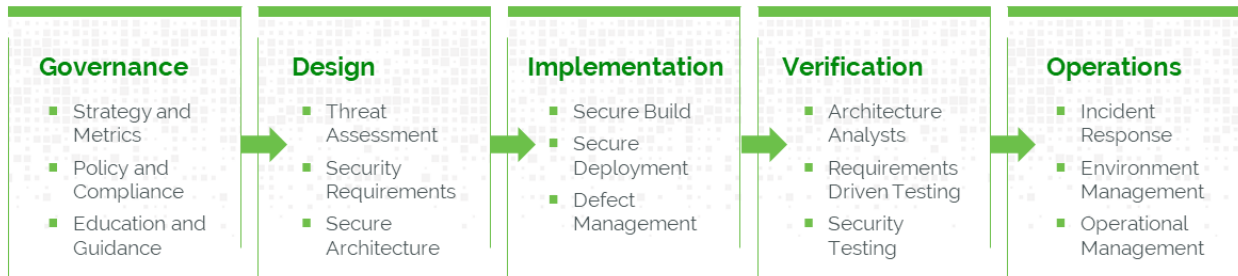 Governance
Strategy and
Metrics
Policy and
Compliance
Education and
Guidance
Design
Threat
Assessment
Security
Requirements
Secure
Architecture
Implementation
Secure Build
Secure
Deployment
Defect
Management
Verification
Architecture
Analysts
Requirements
Driven Testing
Security
Testing
Operations
Incident
Response
Environment
Management
Operational
Management